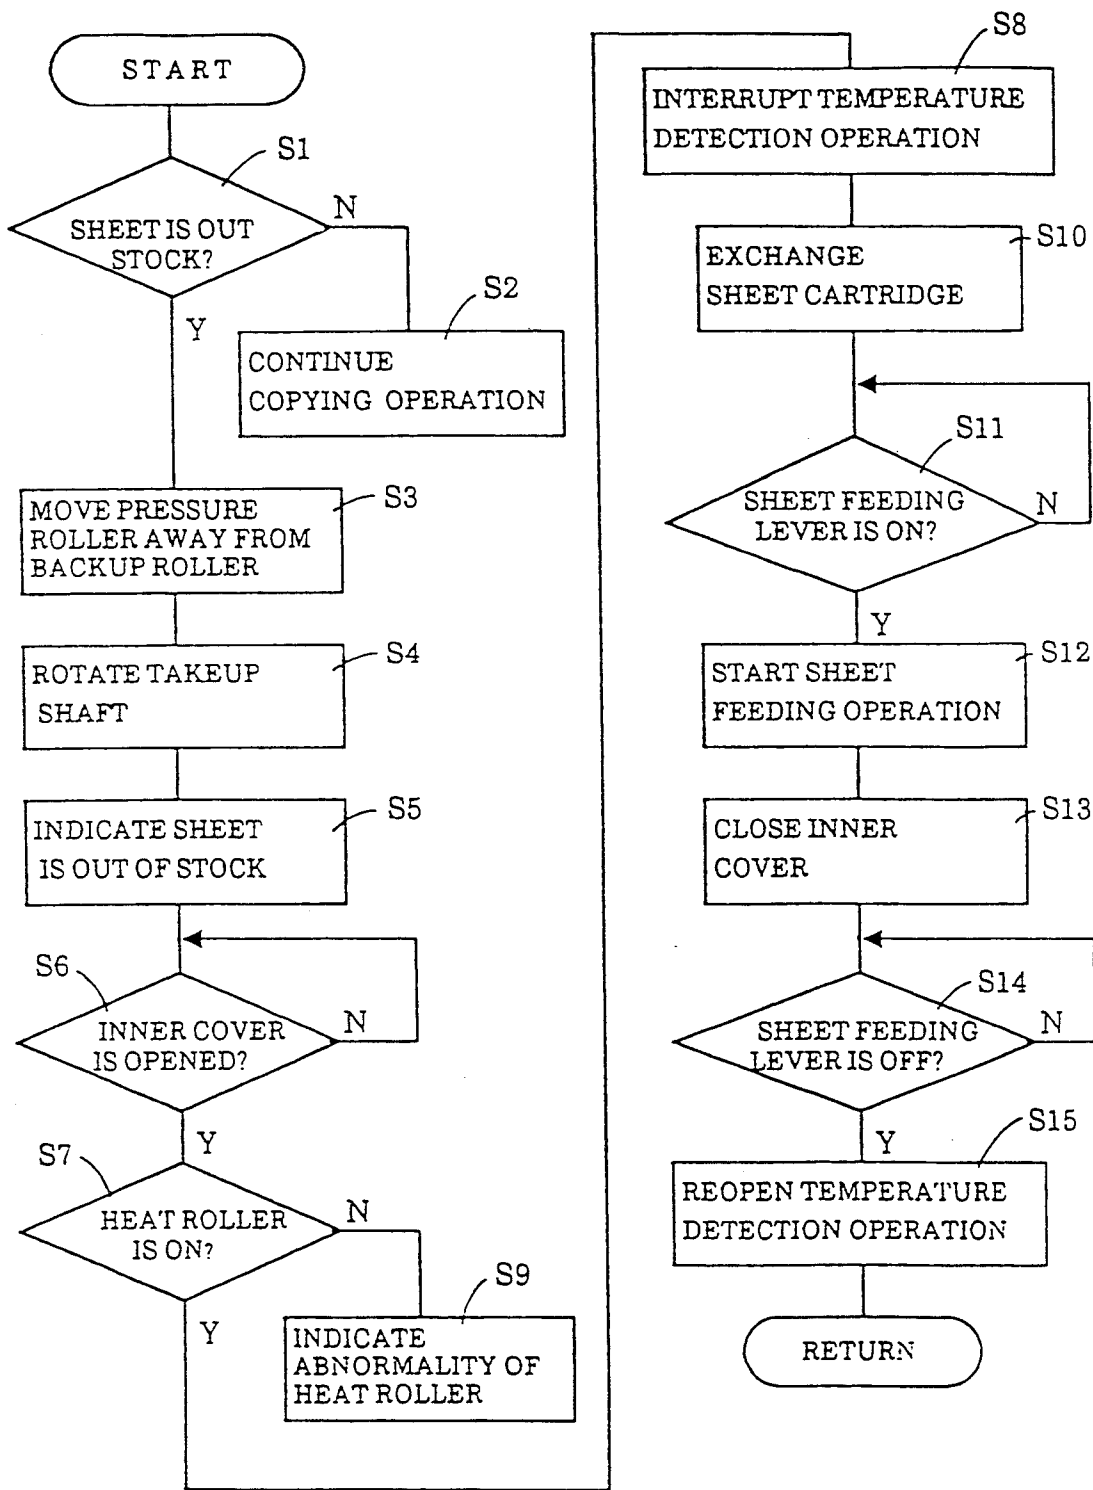 START
S1
SHEET IS OUT
STOCK?
N
Y
S2
CONTINUE
COPYING OPERATION
S3
MOVE PRESSURE
ROLLER AWAY FROM
BACKUP ROLLER
S4
ROTATE TAKEUP
SHAFT
S5
INDICATE SHEET
IS OUT OF STOCK
S6
INNER COVER
IS OPENED?
N
Y
S7
HEAT ROLLER
IS ON?
N
Y
S9
INDICATE
ABNORMALITY OF
HEAT ROLLER
S8
INTERRUPT TEMPERATURE
DETECTION OPERATION
S10
EXCHANGE
SHEET CARTRIDGE
S11
SHEET FEEDING
LEVER IS ON?
N
Y
S12
START SHEET
FEEDING OPERATION
S13
CLOSE INNER
COVER
S14
SHEET FEEDING
LEVER IS OFF?
N
Y
S15
REOPEN TEMPERATURE
DETECTION OPERATION
RETURN